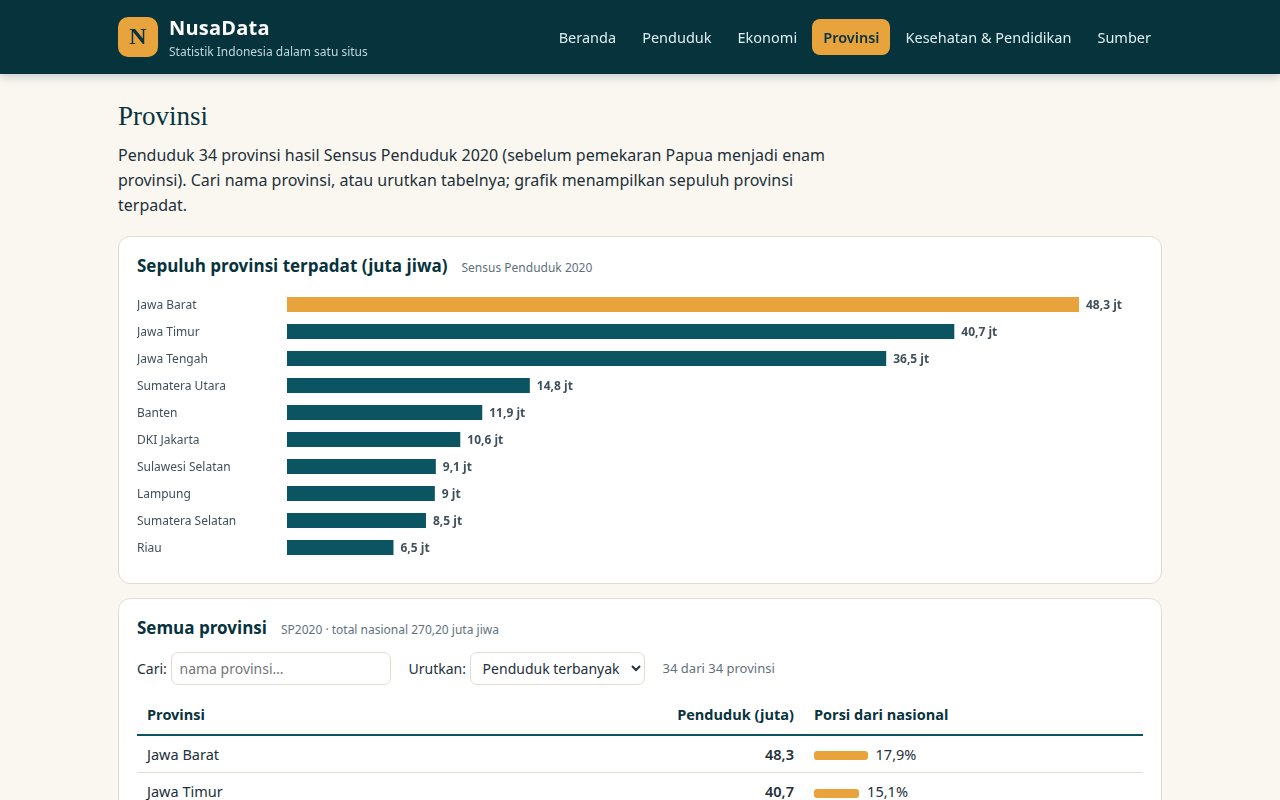 N
NusaData
Statistik Indonesia dalam satu situs
Beranda
Penduduk
Ekonomi
Provinsi
Kesehatan & Pendidikan
Sumber
Provinsi
Penduduk 34 provinsi hasil Sensus Penduduk 2020 (sebelum pemekaran Papua menjadi enam
provinsi). Cari nama provinsi, atau urutkan tabelnya; grafik menampilkan sepuluh provinsi
terpadat.
Sepuluh provinsi terpadat (juta jiwa) Sensus Penduduk 2020
Jawa Barat 48,3 jt
Jawa Timur 40,7 jt
Jawa Tengah 36,5 jt
Sumatera Utara 14,8 jt
Banten 11,9 jt
DKI Jakarta 10,6 jt
Sulawesi Selatan 9,1 jt
Lampung 9 jt
Sumatera Selatan 8,5 jt
Riau 6,5 jt
Semua provinsi SP2020 · total nasional 270,20 juta jiwa
Cari: nama provinsi... Urutkan: Penduduk terbanyak 34 dari 34 provinsi
Provinsi Penduduk (juta) Porsi dari nasional
Jawa Barat 48,3 17,9%
Jawa Timur 40,7 15,1%